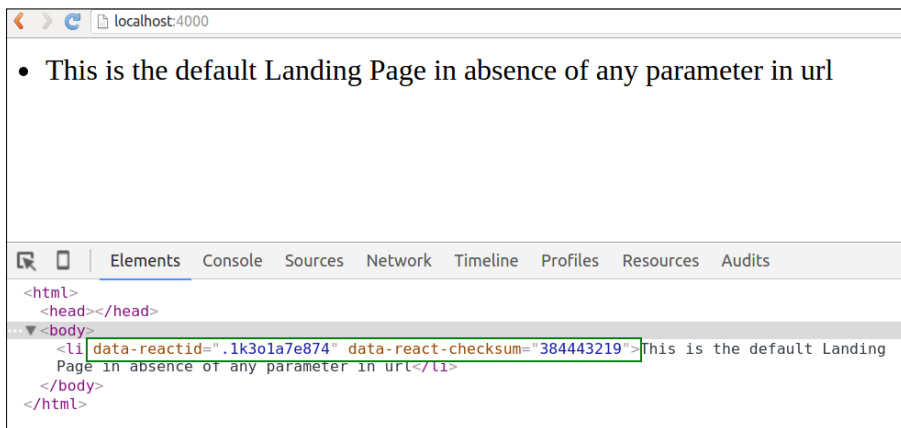 localhost:4000
• This is the default Landing Page in absence of any parameter in url
Elements Console Sources Network Timeline Profiles Resources Audits
<html>
<head></head>
▼ <body>
<li data-reactid=".1k3o1a7e874" data-react-checksum="384443219">This is the default Landing
Page in absence of any parameter in url</li>
</body>
</html>